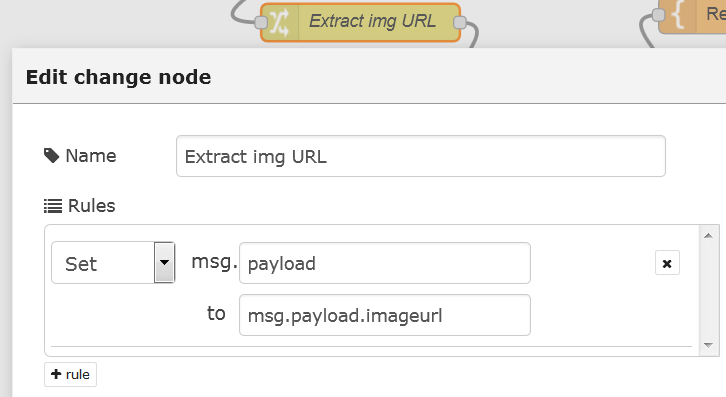 Extract img URL
Re
Edit change node
Name
Extract img URL
Rules
Set
msg.
payload
to
msg.payload.imageurl
rule